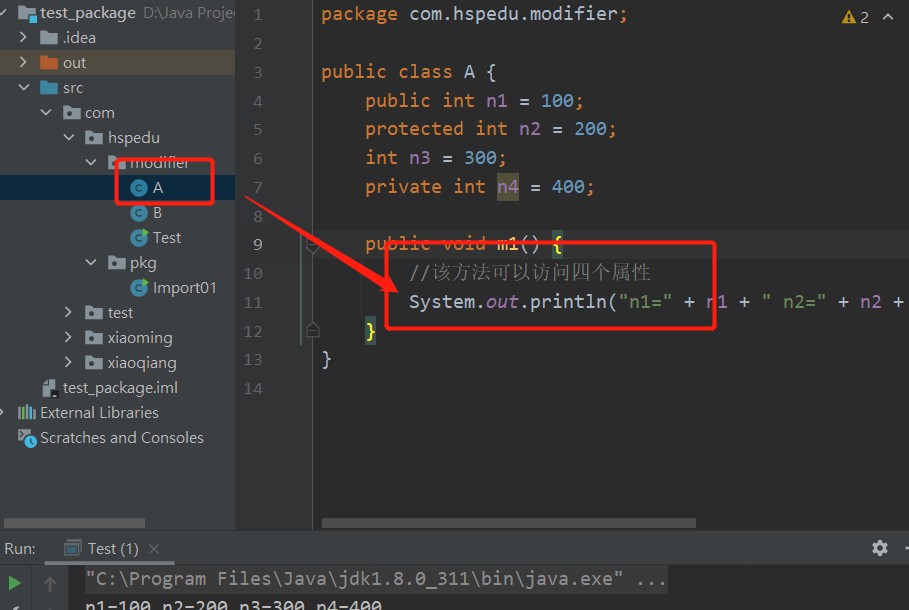 test_package D:\Java Proje
.idea
out
src
com
hspedu
modifier
A
B
Test
pkg
Import01
test
xiaoming
xiaoqiang
test_package.iml
External Libraries
Scratches and Consoles
1 package com.hspedu.modifier;
2
3 public class A {
4 public int n1 = 100;
5 protected int n2 = 200;
6 int n3 = 300;
7 private int n4 = 400;
8
9 public void m1() {
10 //该方法可以访问四个属性
11 System.out.println("n1=" + n1 + " n2=" + n2 +
12 }
13 }
14
2
Run: Test (1)
"C:\Program Files\Java\jdk1.8.0_311\bin\java.exe" ...
n1=100 n2=200 n3=300 n4=400